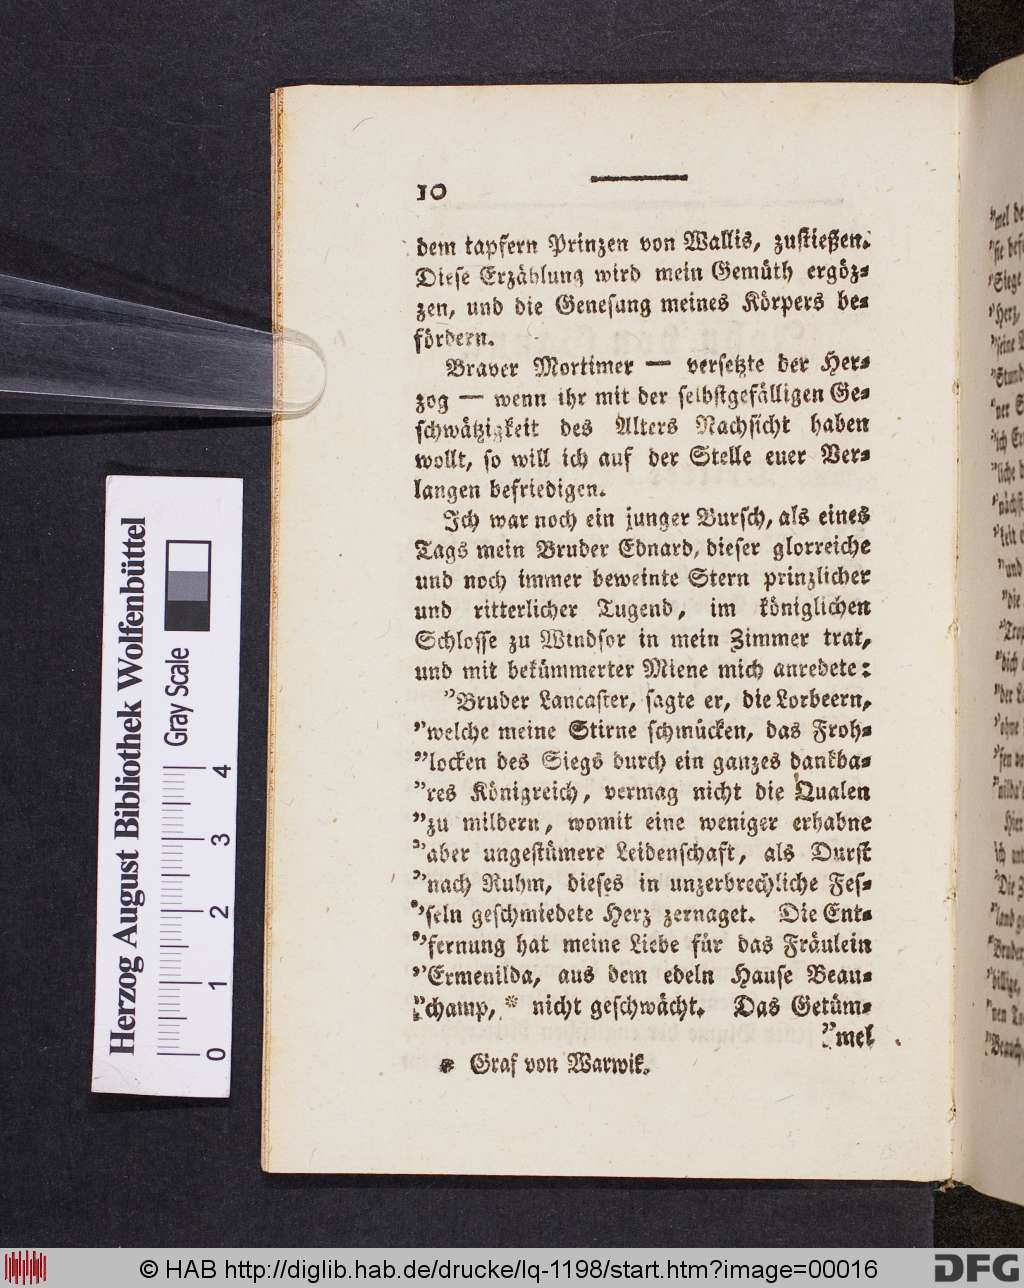 10
dem tapfern Prinzen von Wallis, zustießen.
Diese Erzählung wird mein Gemüth ergöz-
zen, und die Genesung meines Körpers be-
fördern.
Braver Mortimer — versetzte der Her-
zog — wenn ihr mit der selbstgefälligen Ge-
schwätzigkeit des Alters Nachsicht haben
wollt, so will ich auf der Stelle euer Ver-
langen befriedigen.
Ich war noch ein junger Bursch, als eines
Tags mein Bruder Eduard, dieser glorreiche
und noch immer beweinte Stern prinzlicher
und ritterlicher Tugend, im königlichen
Schlosse zu Windsor in mein Zimmer trat,
und mit bekümmerter Miene mich anredete:
"Bruder Lancaster, sagte er, die Lorbeern,
"welche meine Stirne schmücken, das Froh-
"locken des Siegs durch ein ganzes dankba-
"res Königreich, vermag nicht die Qualen
"zu mildern, womit eine weniger erhabne
"aber ungestümere Leidenschaft, als Durst
"nach Ruhm, dieses in unzerbrechliche Fes-
"seln geschmiedete Herz zernaget. Die Ent-
"fernung hat meine Liebe für das Fräulein
"Ermenilda, aus dem edeln Hause Beau-
"champ, * nicht geschwächt. Das Getüm-
"mel
* Graf von Warwik.
Herzog August Bibliothek Wolfenbüttel
Gray Scale
0 1 2 3 4
© HAB http://diglib.hab.de/drucke/lq-1198/start.htm?image=00016
DFG